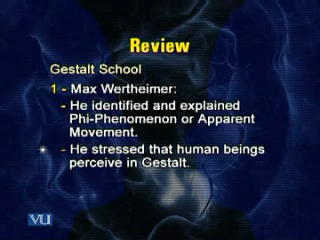 Review
Gestalt School
1 - Max Wertheimer:
- He identified and explained
Phi-Phenomenon or Apparent
Movement.
- He stressed that human beings
perceive in Gestalt.
VU